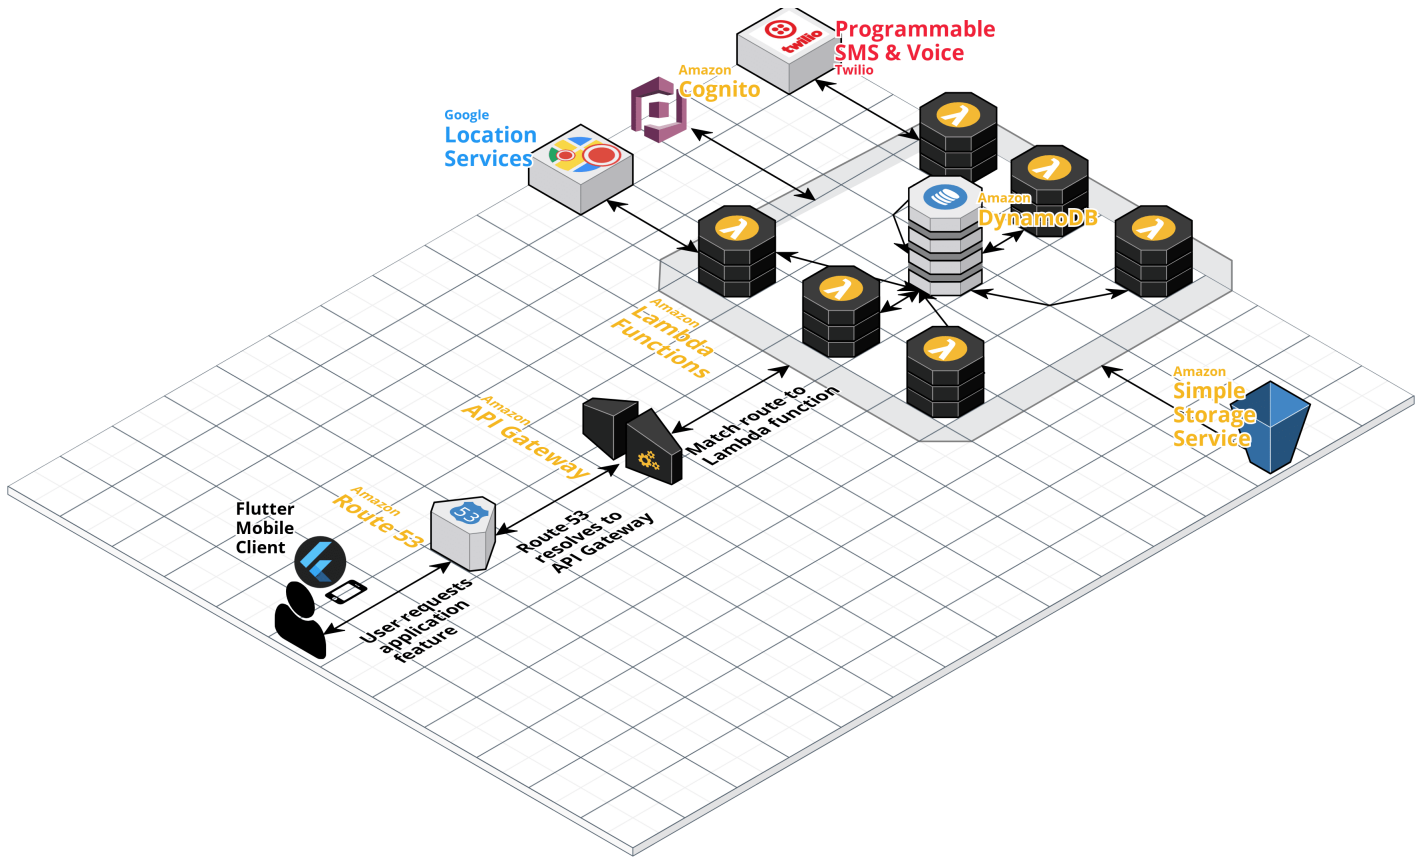 twilio
Programmable
SMS & Voice
Twilio
Amazon
Cognito
Google
Location
Services
Amazon
DynamoDB
Amazon
Lambda
Functions
Amazon
Simple
Storage
Service
Match route to
Lambda function
Amazon
API Gateway
Amazon
Route 53
53
Route 53
resolves to
API Gateway
Flutter
Mobile
Client
User requests
application
feature